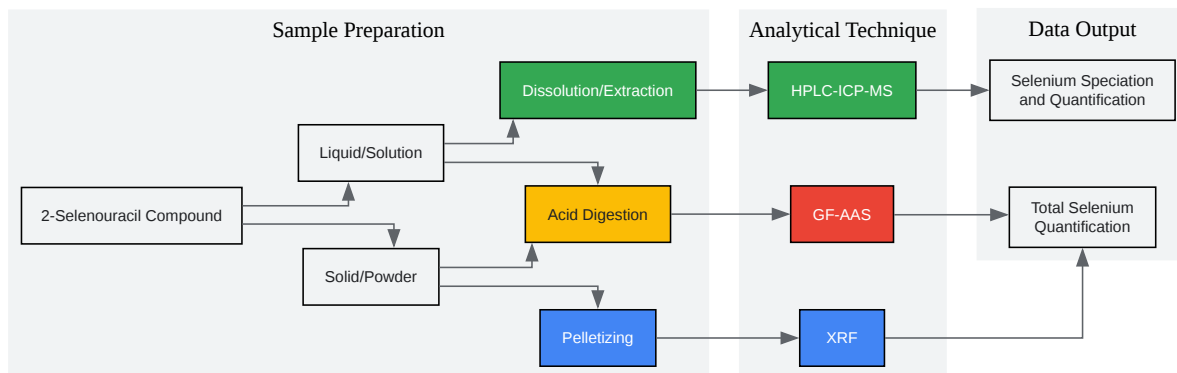 Sample Preparation
Analytical Technique
Data Output
Dissolution/Extraction
HPLC-ICP-MS
Selenium Speciation
and Quantification
Liquid/Solution
2-Selenouracil Compound
Acid Digestion
GF-AAS
Total Selenium
Quantification
Solid/Powder
Pelletizing
XRF